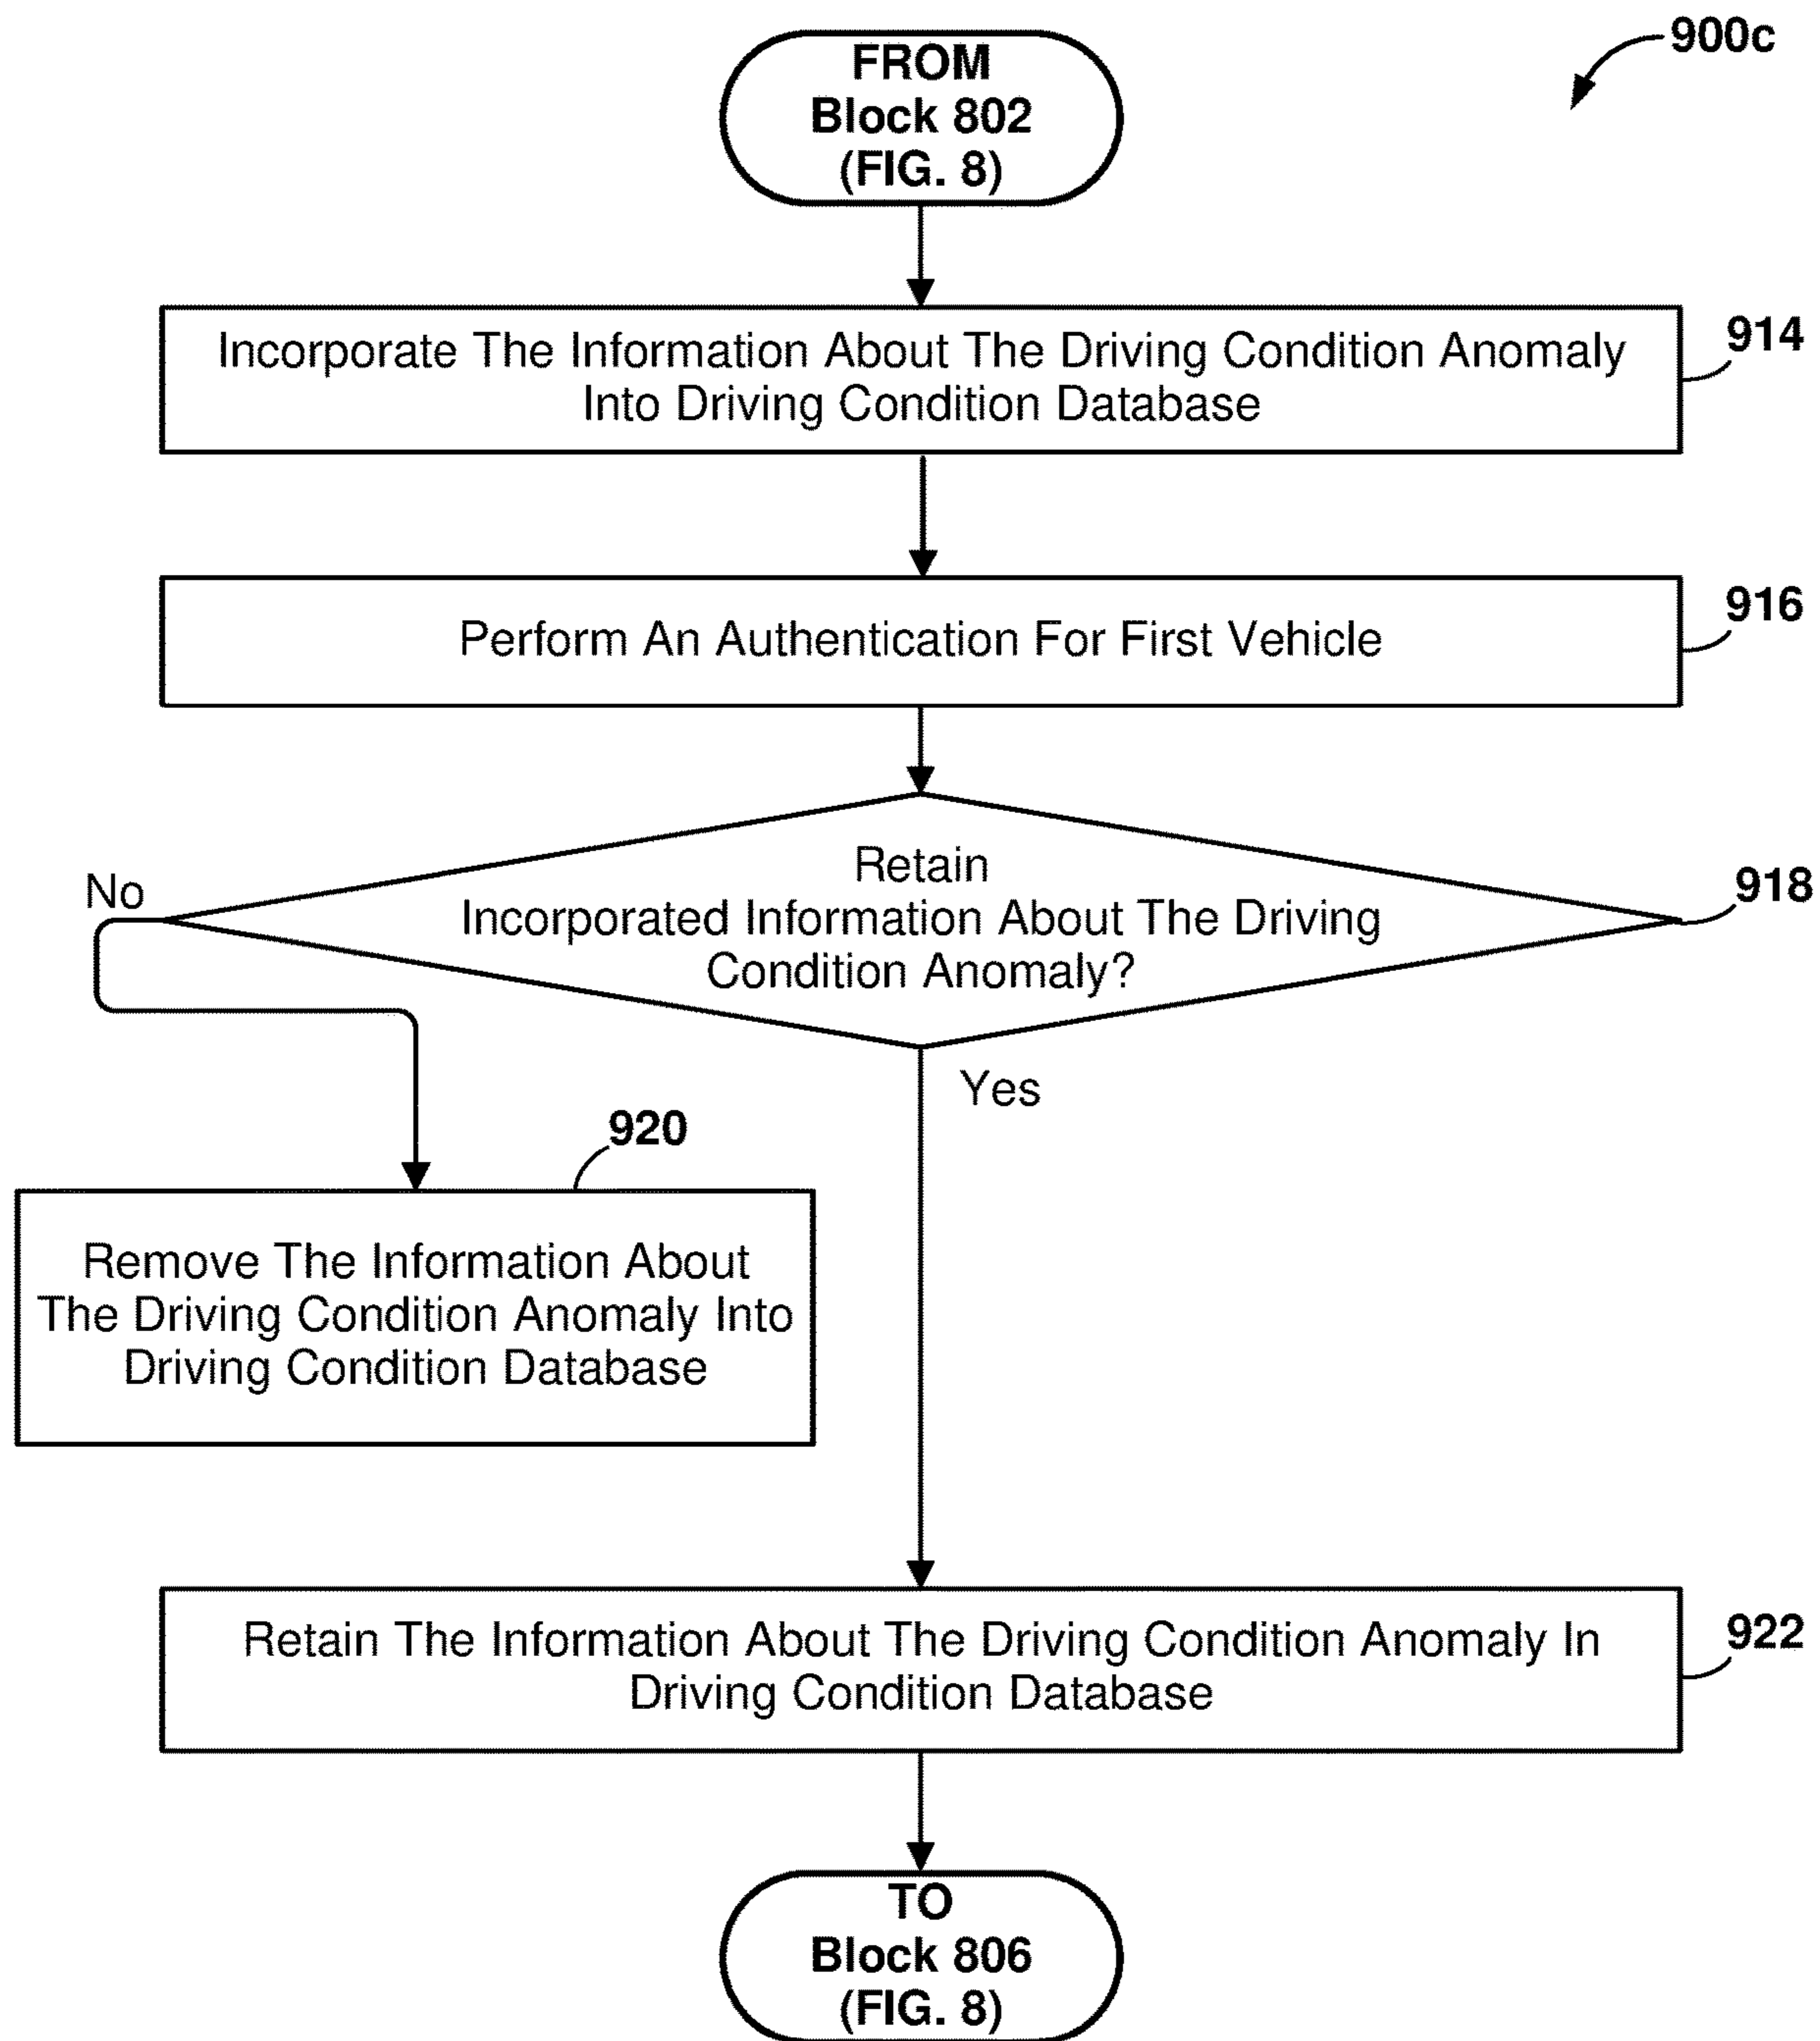 900c
FROM
Block 802
(FIG. 8)
Incorporate The Information About The Driving Condition Anomaly
Into Driving Condition Database
914
Perform An Authentication For First Vehicle
916
Retain
Incorporated Information About The Driving
Condition Anomaly?
918
No
Yes
920
Remove The Information About
The Driving Condition Anomaly Into
Driving Condition Database
Retain The Information About The Driving Condition Anomaly In
Driving Condition Database
922
TO
Block 806
(FIG. 8)